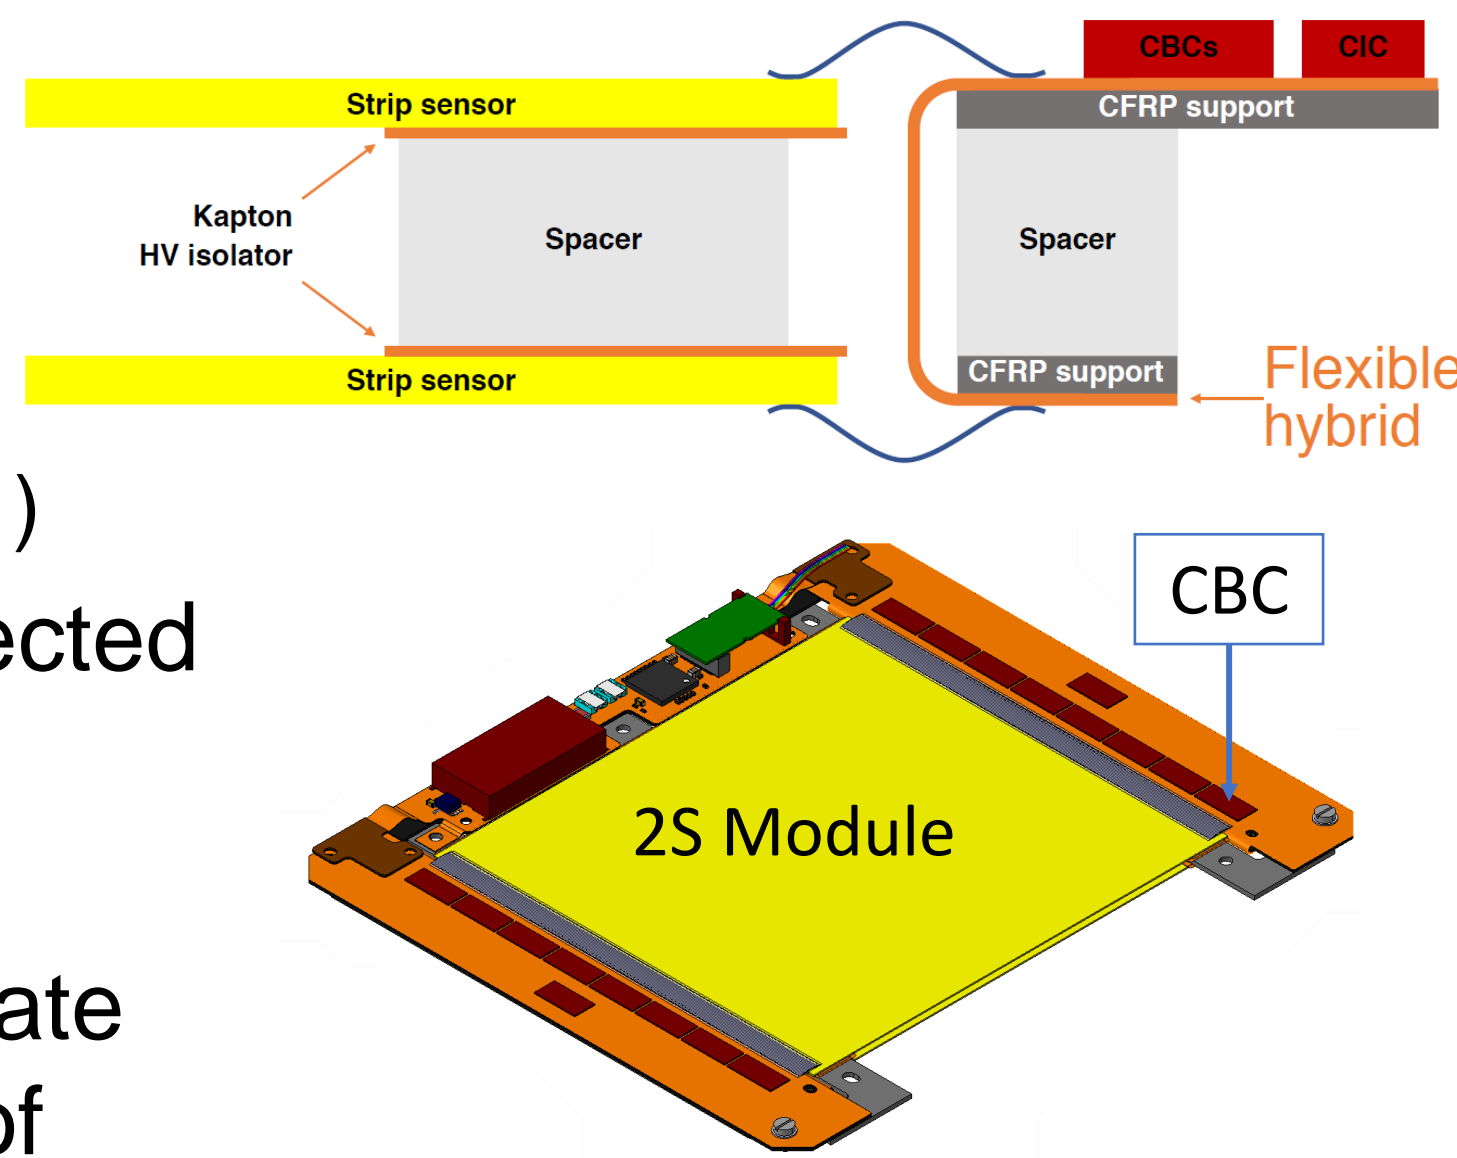 CBCs
CIC
Strip sensor
CFRP support
Kapton
HV isolator
Spacer
Spacer
Strip sensor
CFRP support
Flexible
hybrid
)
ected
CBC
2S Module
ate
of